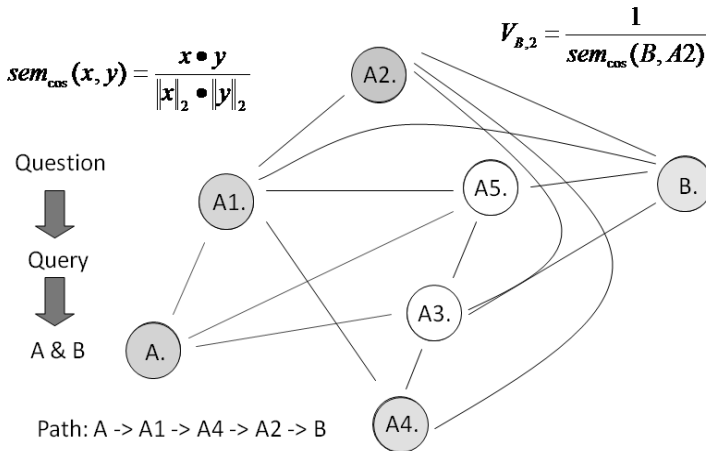 sem_cos(x, y) = x • y / ‖x‖₂ • ‖y‖₂
V_B,2 = 1 / sem_cos(B, A2)
A2.
Question
A1.
A5.
B.
Query
A3.
A & B
A.
A4.
Path: A -> A1 -> A4 -> A2 -> B